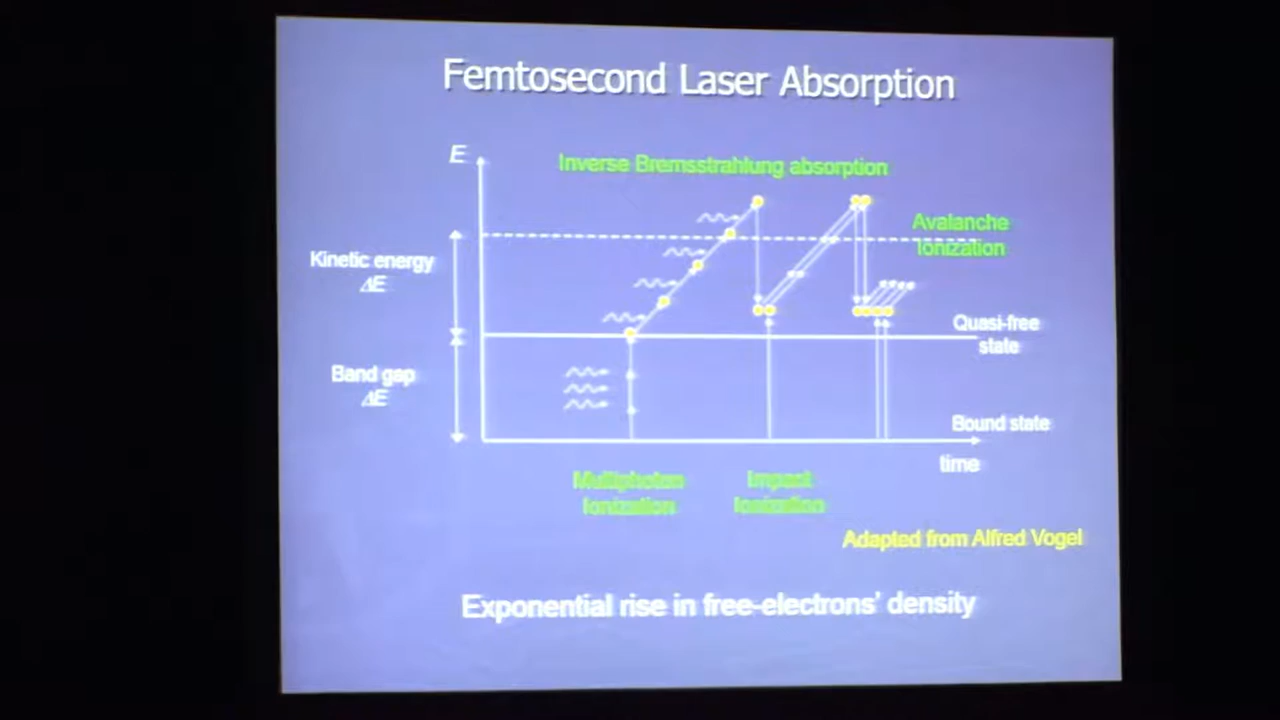 Femtosecond Laser Absorption
E
Inverse Bremsstrahlung absorption
Avalanche
Ionization
Kinetic energy
ΔE
Quasi-free
state
Band gap
ΔE
Bound state
time
Multiphoton
Ionization
Impact
Ionization
Adapted from Alfred Vogel
Exponential rise in free-electrons' density